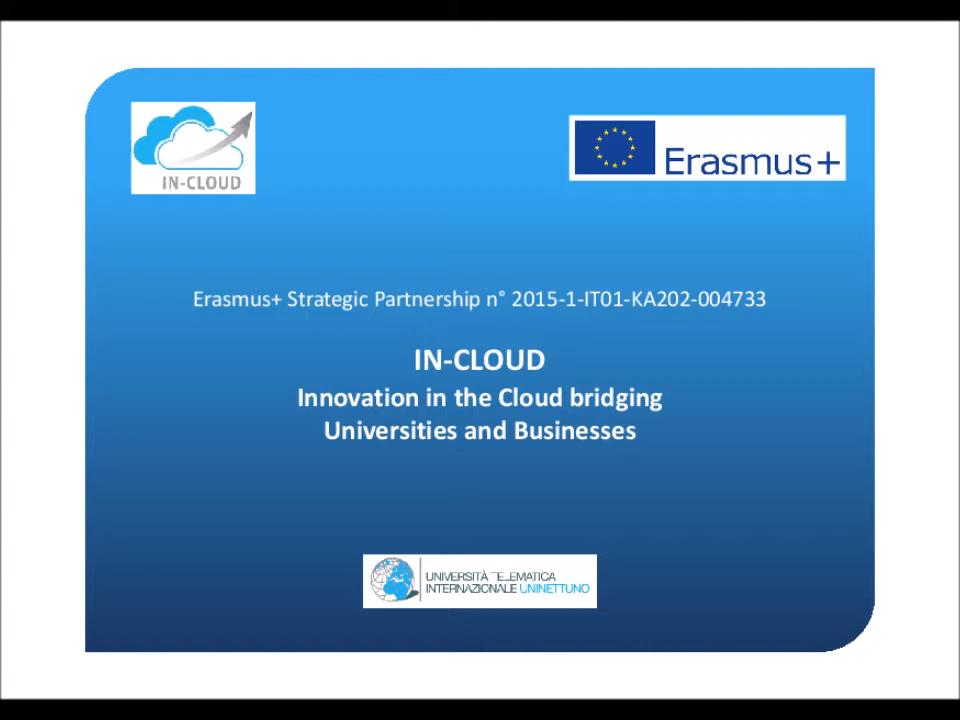 IN-CLOUD
Erasmus+
Erasmus+ Strategic Partnership n° 2015-1-IT01-KA202-004733
IN-CLOUD
Innovation in the Cloud bridging
Universities and Businesses
UNIVERSITÀ TELEMATICA
INTERNAZIONALE UNINETTUNO